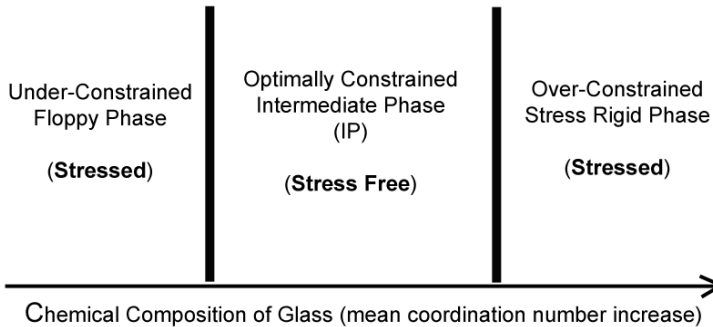 Under-Constrained
Floppy Phase
(Stressed)
Optimally Constrained
Intermediate Phase
(IP)
(Stress Free)
Over-Constrained
Stress Rigid Phase
(Stressed)
Chemical Composition of Glass (mean coordination number increase)